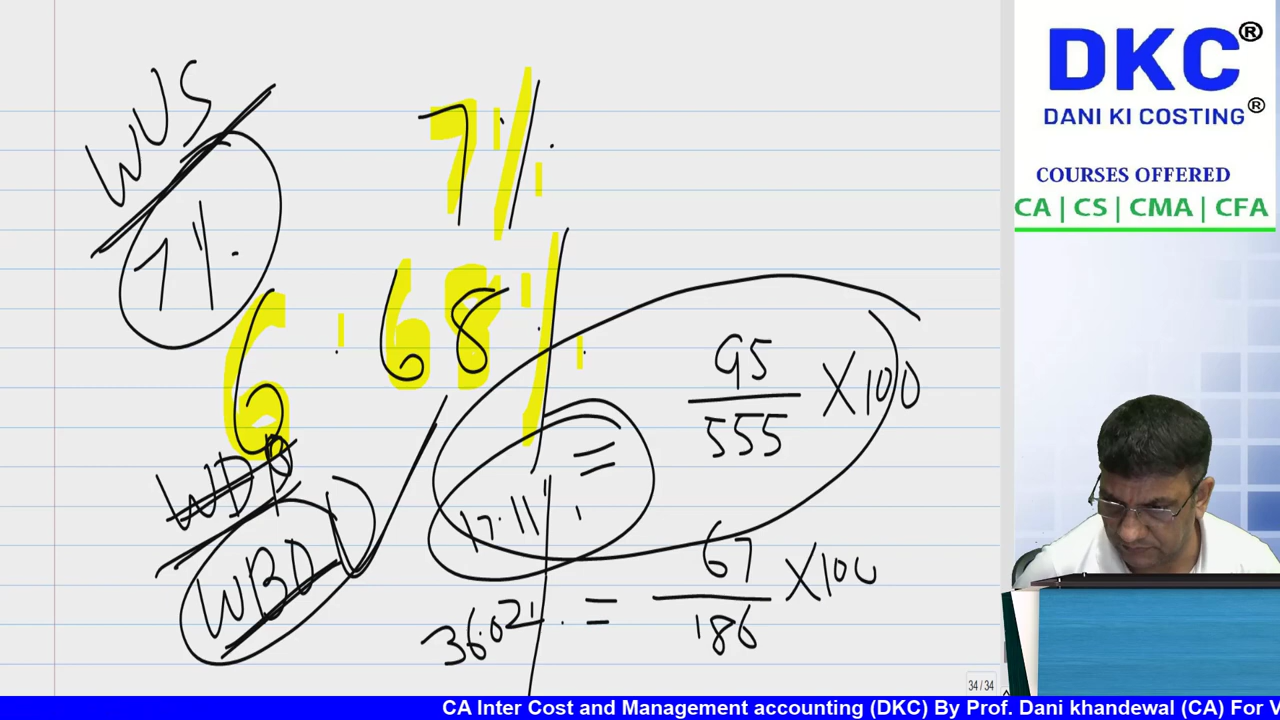 WUS
7%.
7%.
6.68%.
WDP
WBD
95/555 X100
= 17.11%.
67/186 X100
= 36.02%.
34 / 34
DKC®
DANI KI COSTING®
COURSES OFFERED
CA | CS | CMA | CFA
CA Inter Cost and Management accounting (DKC) By Prof. Dani khandewal (CA) For V